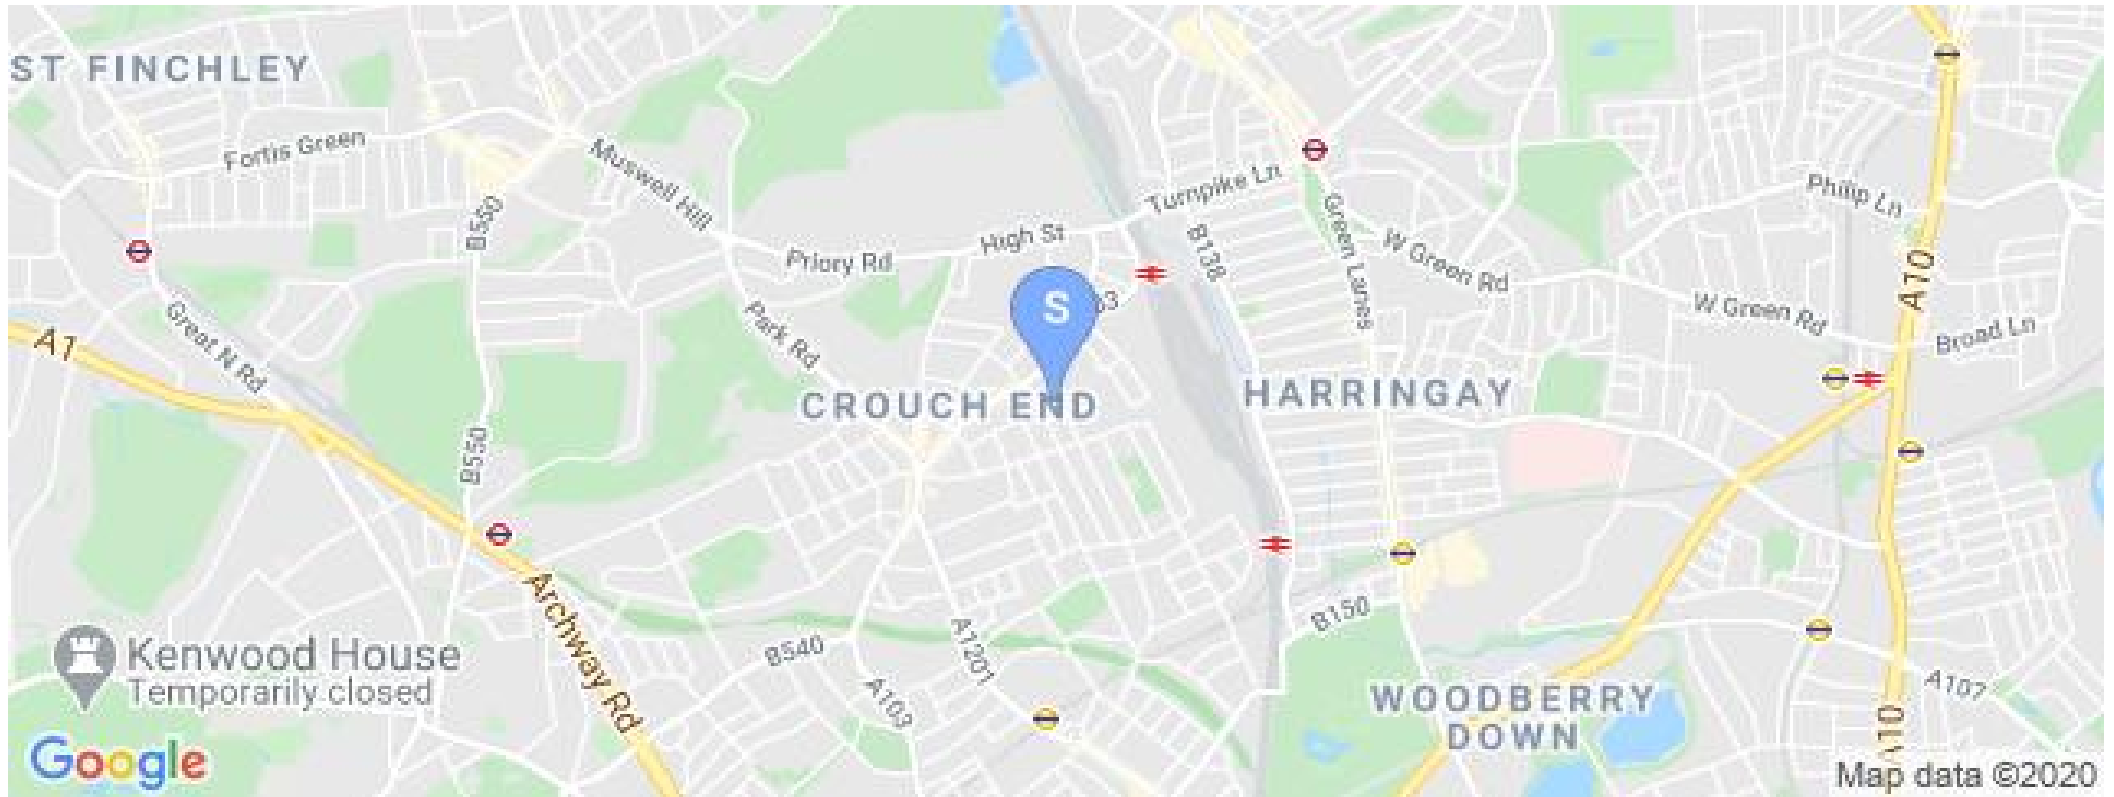 ST FINCHLEY
Fortis Green
Muswell Hill
B550
Turnpike Ln
Philip Ln
High St
Priory Rd
B138
Green Lanes
W Green Rd
A10
Great N Rd
A1
Park Rd
S
W Green Rd
Broad Ln
CROUCH END
HARRINGAY
B550
Archway Rd
B150
Kenwood House
Temporarily closed
B540
A1201
A103
WOODBERRY
DOWN
A107
A10
Google
Map data ©2020